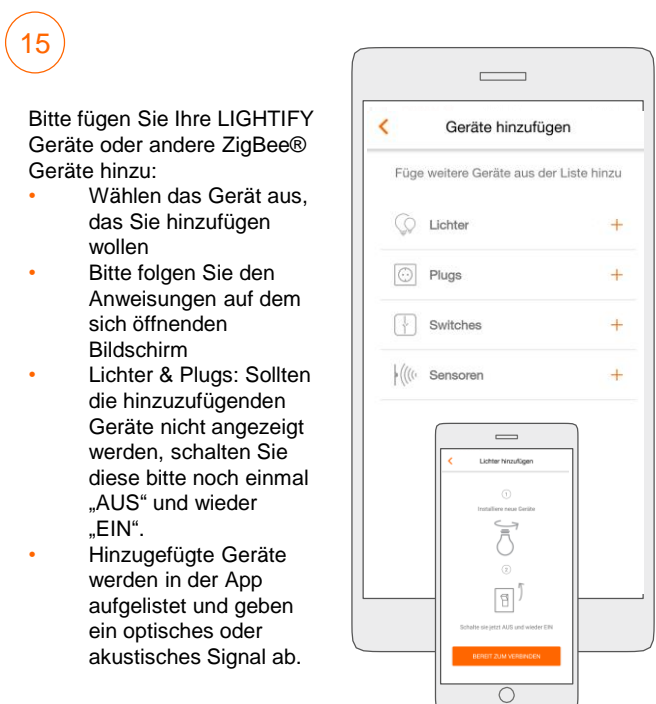 15
Bitte fügen Sie Ihre LIGHTIFY
Geräte oder andere ZigBee®
Geräte hinzu:
• Wählen das Gerät aus,
das Sie hinzufügen
wollen
• Bitte folgen Sie den
Anweisungen auf dem
sich öffnenden
Bildschirm
• Lichter & Plugs: Sollten
die hinzuzufügenden
Geräte nicht angezeigt
werden, schalten Sie
diese bitte noch einmal
„AUS“ und wieder
„EIN“.
• Hinzugefügte Geräte
werden in der App
aufgelistet und geben
ein optisches oder
akustisches Signal ab.
Geräte hinzufügen
Füge weitere Geräte aus der Liste hinzu
Lichter +
Plugs +
Switches +
Sensoren +
Lichter hinzufügen
1
Installiere neue Geräte
2
Schalte sie jetzt AUS und wieder EIN
BEREIT ZUM VERBINDEN